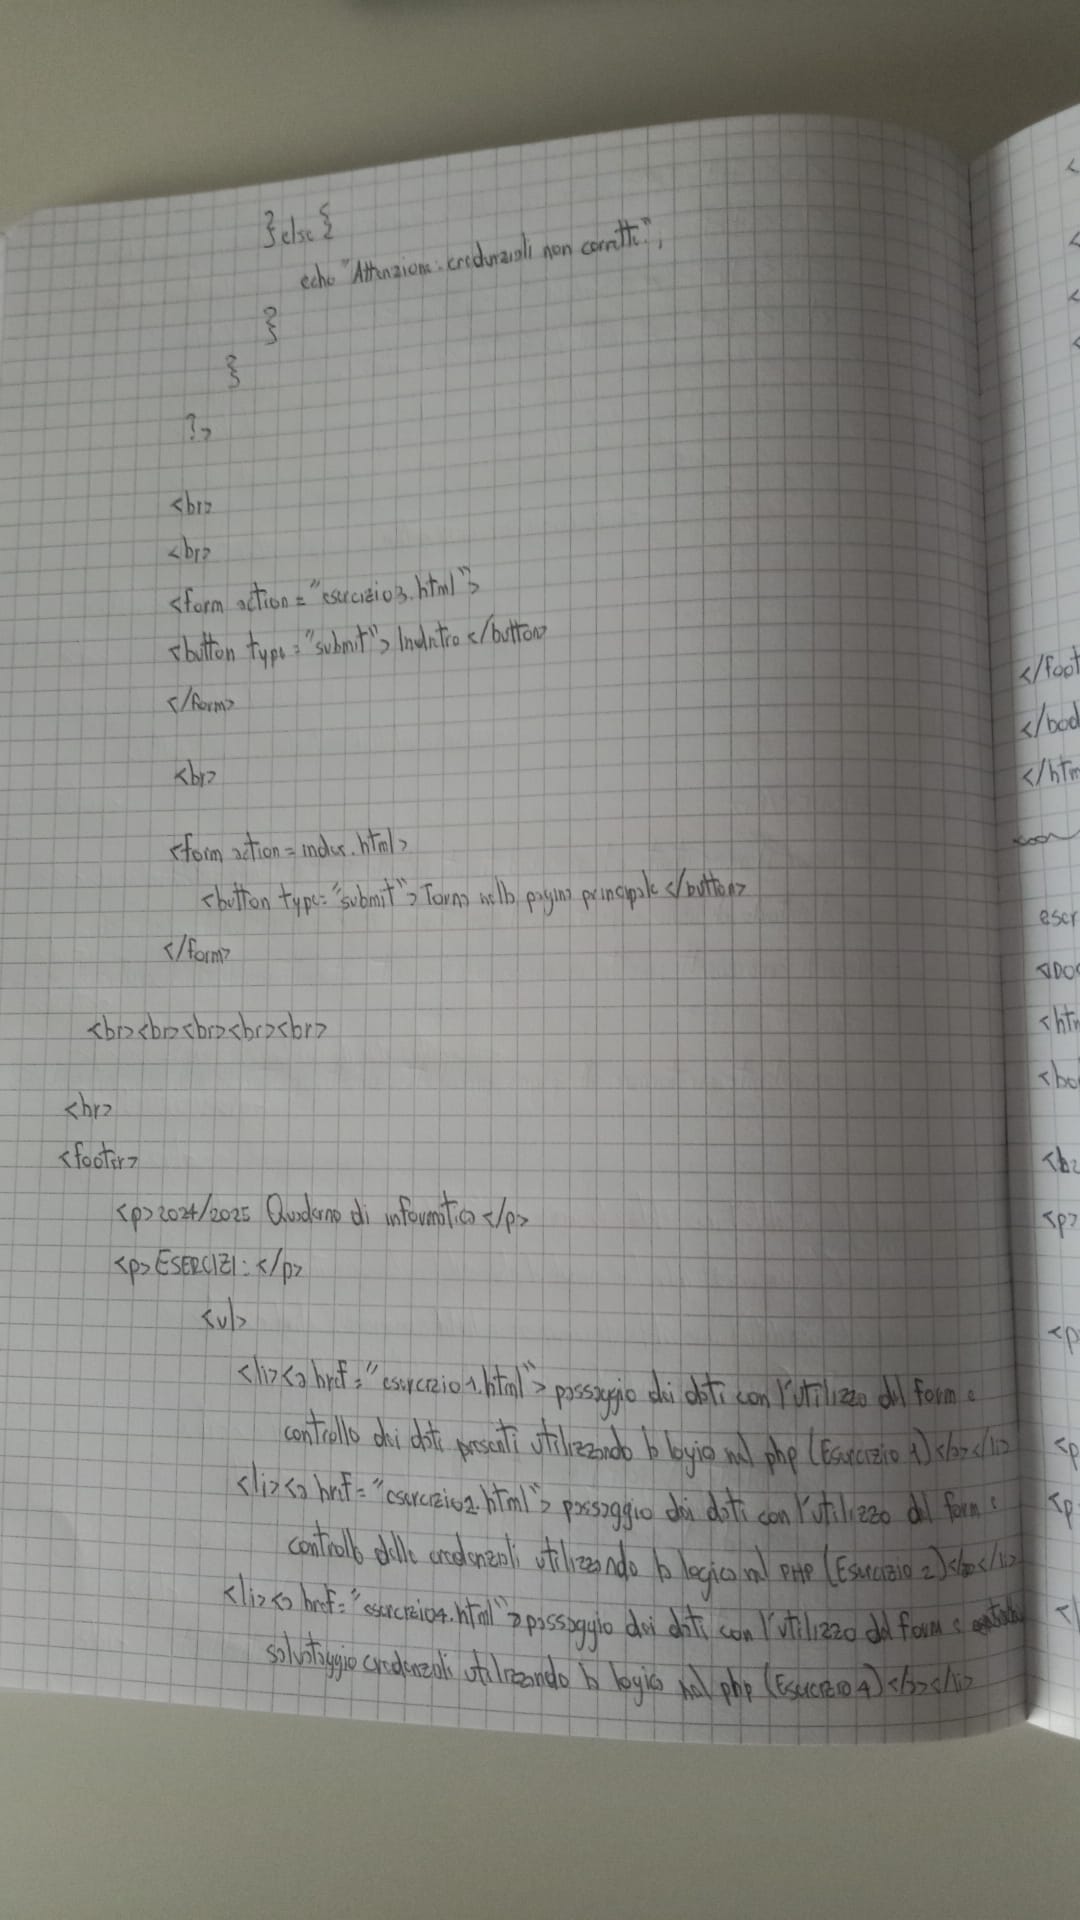 }else{
echo "Attenzione: credenziali non corrette";
}
}
?>
<br>
<br>
<form action="esercizio3.html">
<button type="submit">Indietro</button>
</form>
<br>
<form action=index.html>
<button type="submit">Torna nella pagina principale</button>
</form>
<br><br><br><br><br>
<hr>
<footer>
<p>2024/2025 Quaderno di informatica</p>
<p>ESERCIZI:</p>
<ul>
<li><a href="esercizio1.html">passaggio dei dati con l'utilizzo del form e
controllo dei dati presenti utilizzando la logica nel php (Esercizio 1)</a></li>
<li><a href="esercizio2.html">passaggio dei dati con l'utilizzo del form e
controllo delle credenziali utilizzando la logica nel PHP (Esercizio 2)</a></li>
<li><a href="esercizio4.html">passaggio dei dati con l'utilizzo del form e
salvataggio credenziali utilizzando la logica nel php (Esercizio 4)</a></li>
<
<
<
<
</foot
</bod
</htm
escr
<DOC
<ht
<bo
<p>
<p
<p
<p
<l